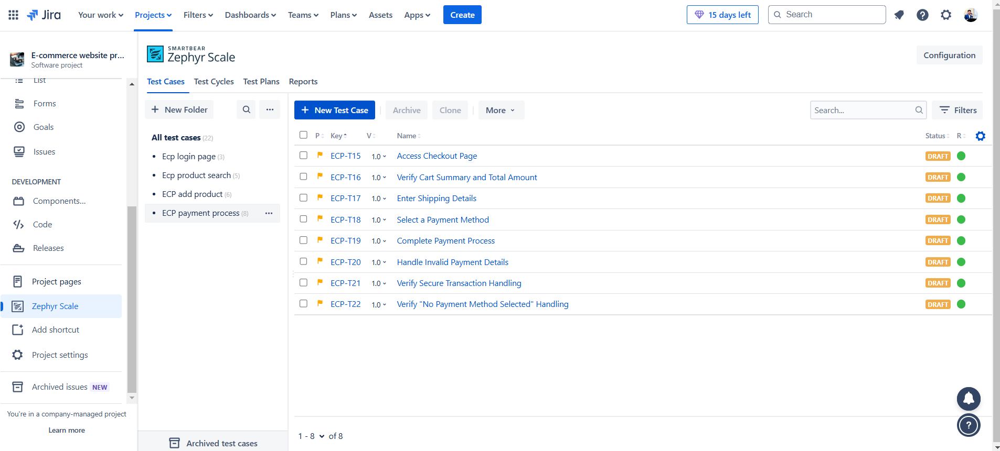 Jira
Your work
Projects
Filters
Dashboards
Teams
Plans
Assets
Apps
Create
15 days left
Search
E-commerce website pr...
Software project
List
Forms
Goals
Issues
DEVELOPMENT
Components...
Code
Releases
Project pages
Zephyr Scale
Add shortcut
Project settings
Archived issues NEW
You're in a company-managed project
Learn more
SMARTBEAR
Zephyr Scale
Configuration
Test Cases Test Cycles Test Plans Reports
+ New Folder
All test cases (22)
Ecp login page (3)
Ecp product search (5)
ECP add product (6)
ECP payment process (8)
Archived test cases
+ New Test Case
Archive
Clone
More
Search...
Filters
P Key V Name Status R
ECP-T15 1.0 Access Checkout Page DRAFT
ECP-T16 1.0 Verify Cart Summary and Total Amount DRAFT
ECP-T17 1.0 Enter Shipping Details DRAFT
ECP-T18 1.0 Select a Payment Method DRAFT
ECP-T19 1.0 Complete Payment Process DRAFT
ECP-T20 1.0 Handle Invalid Payment Details DRAFT
ECP-T21 1.0 Verify Secure Transaction Handling DRAFT
ECP-T22 1.0 Verify "No Payment Method Selected" Handling DRAFT
1 - 8 of 8